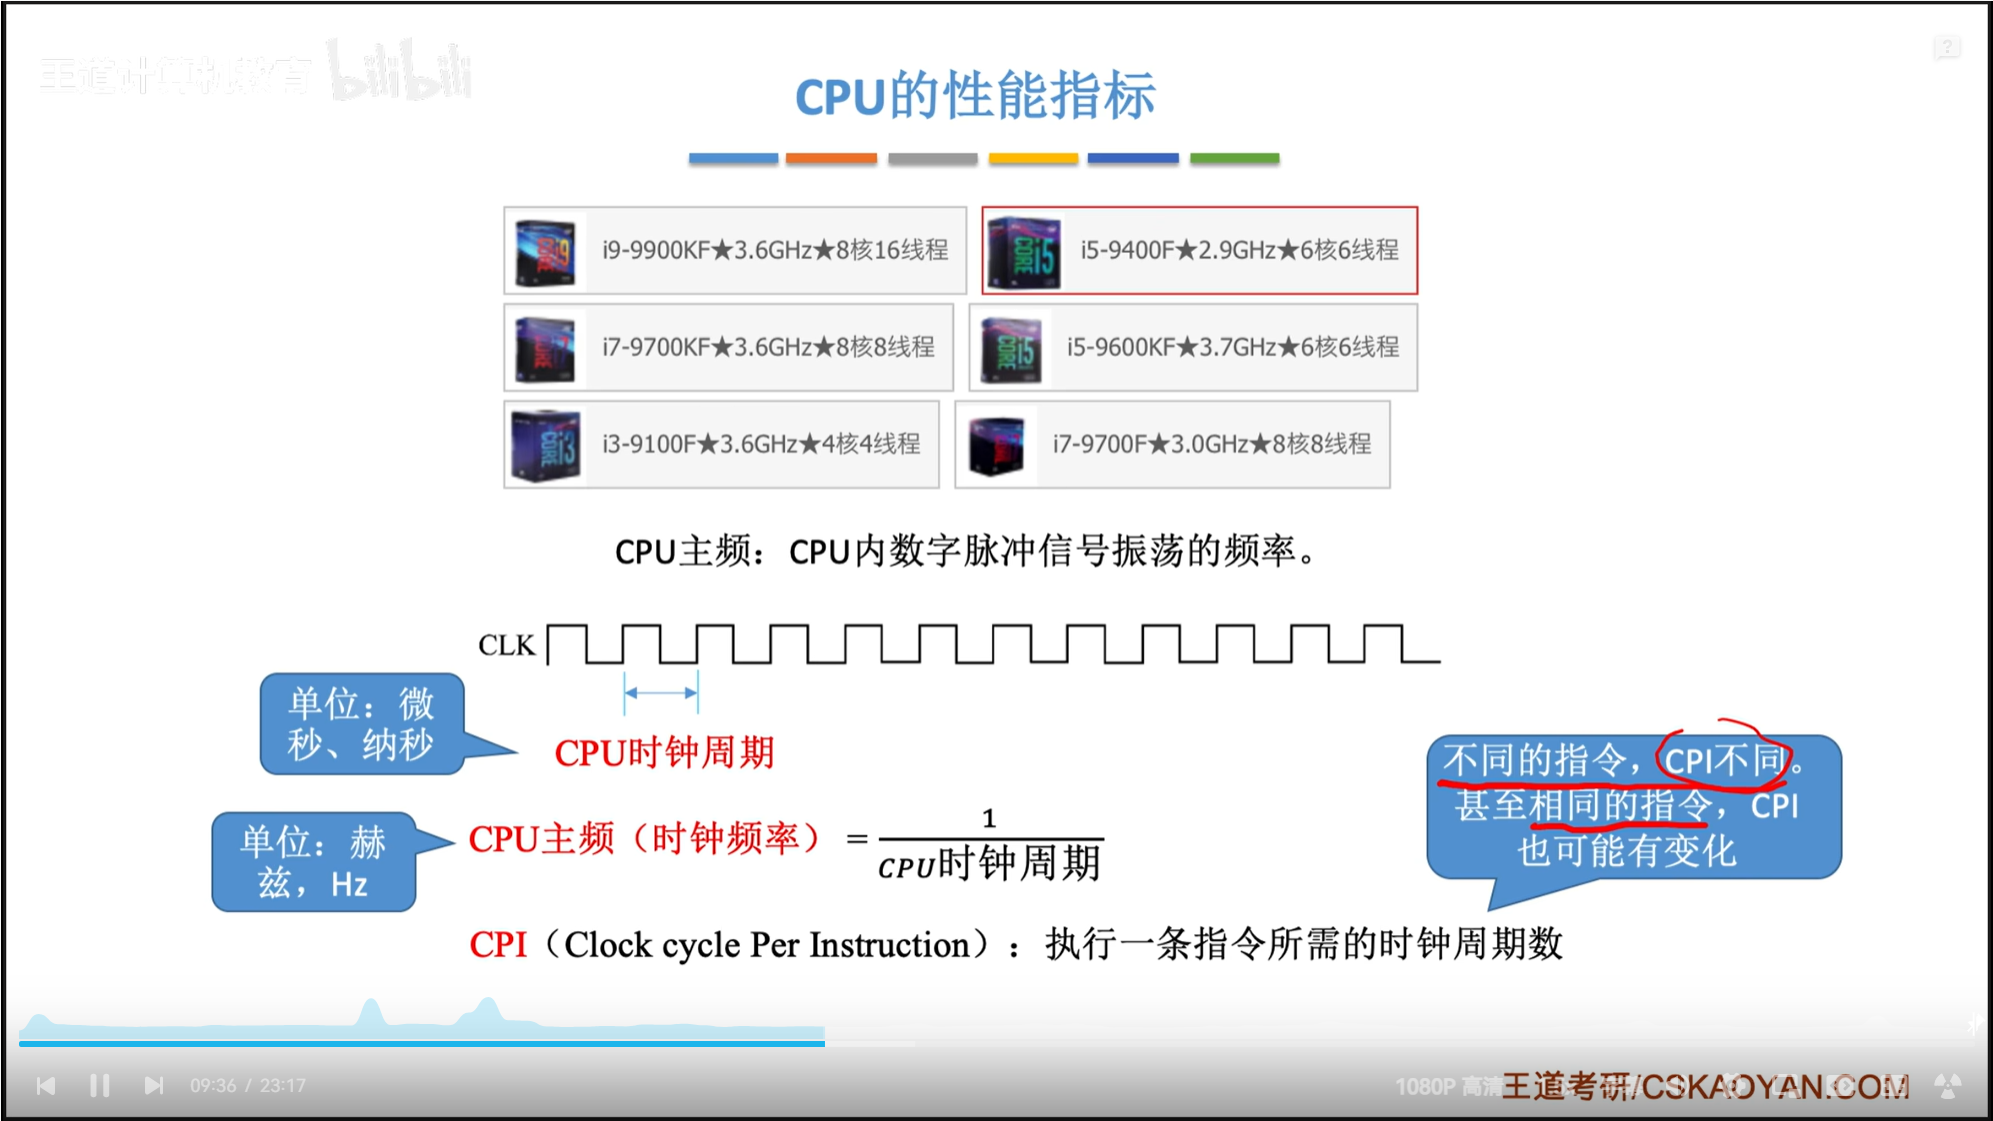 王道计算机教育 bilibili
CPU的性能指标
i9-9900KF★3.6GHz★8核16线程
i5-9400F★2.9GHz★6核6线程
i7-9700KF★3.6GHz★8核8线程
i5-9600KF★3.7GHz★6核6线程
i3-9100F★3.6GHz★4核4线程
i7-9700F★3.0GHz★8核8线程
CPU主频：CPU内数字脉冲信号振荡的频率。
CLK
单位：微
秒、纳秒
CPU时钟周期
不同的指令，CPI不同。
甚至相同的指令，CPI
也可能有变化
单位：赫
兹，Hz
CPU主频（时钟频率）=
1
CPU时钟周期
CPI（Clock cycle Per Instruction）：执行一条指令所需的时钟周期数
09:36 / 23:17
1080P 高清
王道考研/CSKAOYAN.COM